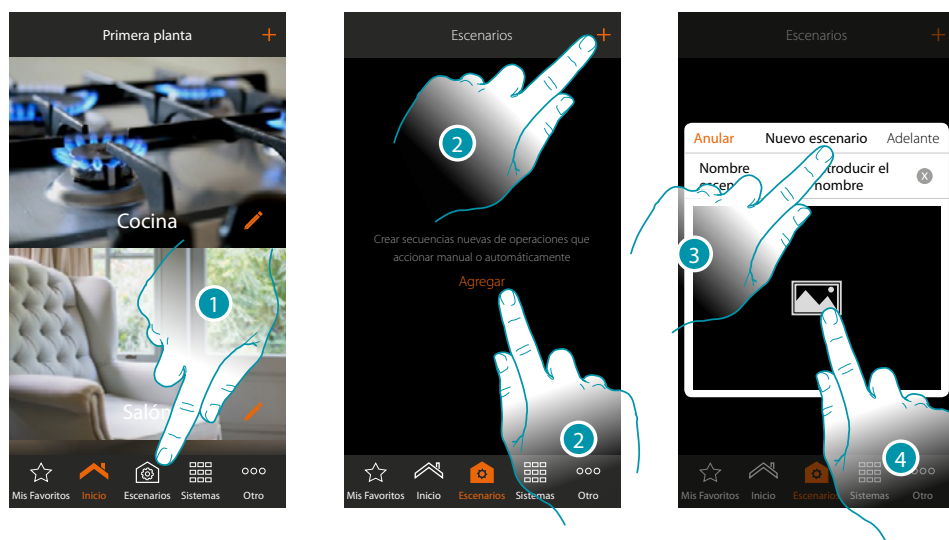 Primera planta
Cocina
Salón
1
Mis Favoritos Inicio Escenarios Sistemas Otro
Escenarios
2
Crear secuencias nuevas de operaciones que
accionar manual o automáticamente
Agregar
2
Mis Favoritos Inicio Escenarios Sistemas Otro
Escenarios
Anular Nuevo escenario Adelante
Nombre
nombre
el
X
3
4
Mis Favoritos Inicio Escenarios Sistemas Otro